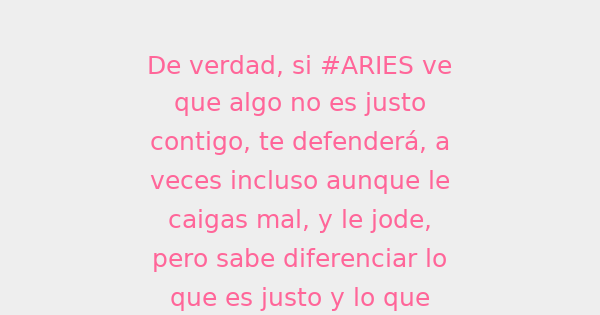 De verdad, si #ARIES ve
que algo no es justo
contigo, te defenderá, a
veces incluso aunque le
caigas mal, y le jode,
pero sabe diferenciar lo
que es justo y lo que